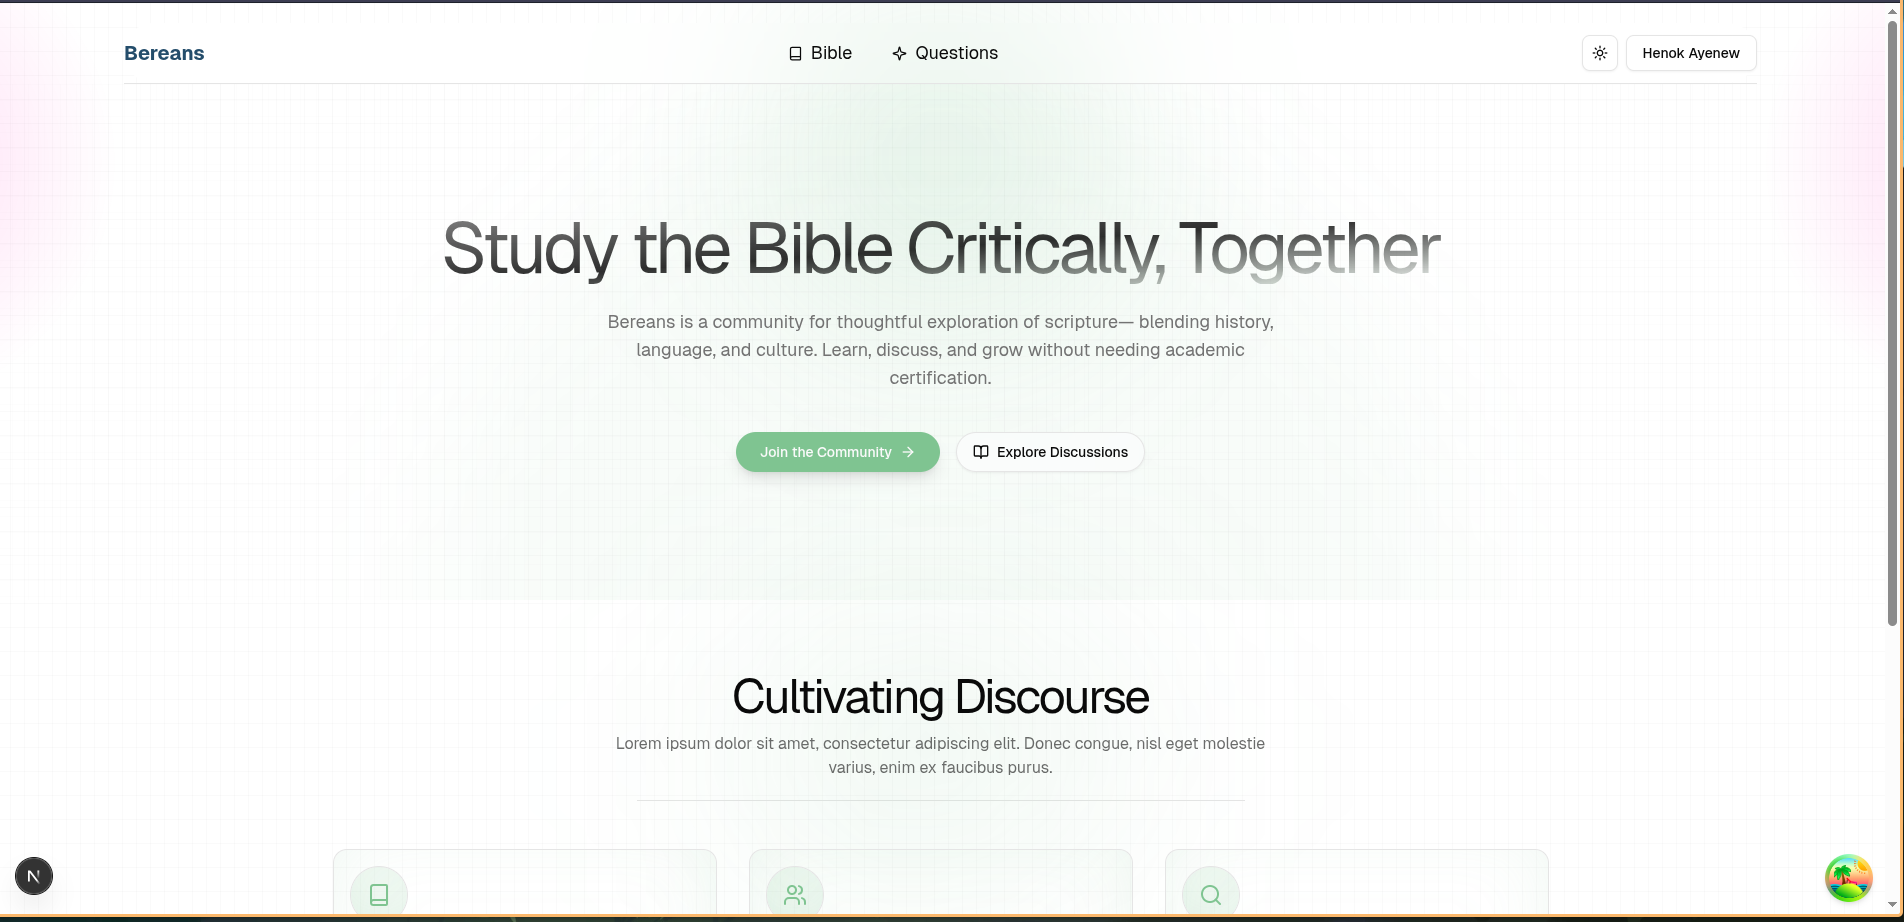 Bereans
Bible
Questions
Henok Ayenew
Study the Bible Critically, Together
Bereans is a community for thoughtful exploration of scripture— blending history,
language, and culture. Learn, discuss, and grow without needing academic
certification.
Join the Community
Explore Discussions
Cultivating Discourse
Lorem ipsum dolor sit amet, consectetur adipiscing elit. Donec congue, nisl eget molestie
varius, enim ex faucibus purus.
N